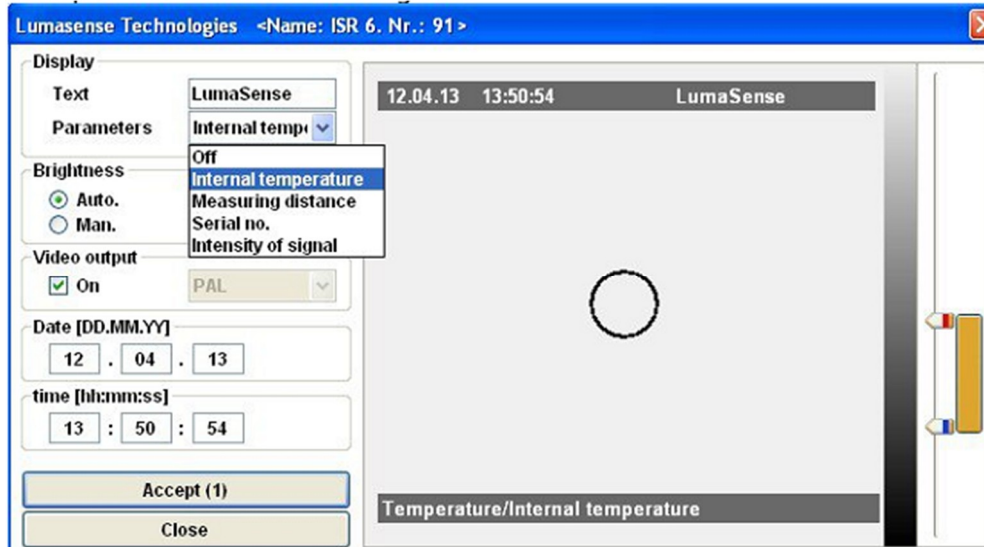 Lumasense Technologies <Name: ISR 6. Nr.: 91>
Display
Text LumaSense
Parameters Internal temp
Off
Internal temperature
Measuring distance
Serial no.
Intensity of signal
Brightness
Auto.
Man.
Video output
On PAL
Date [DD.MM.YY]
12 . 04 . 13
time [hh:mm:ss]
13 : 50 : 54
Accept (1)
Close
12.04.13 13:50:54 LumaSense
Temperature/Internal temperature